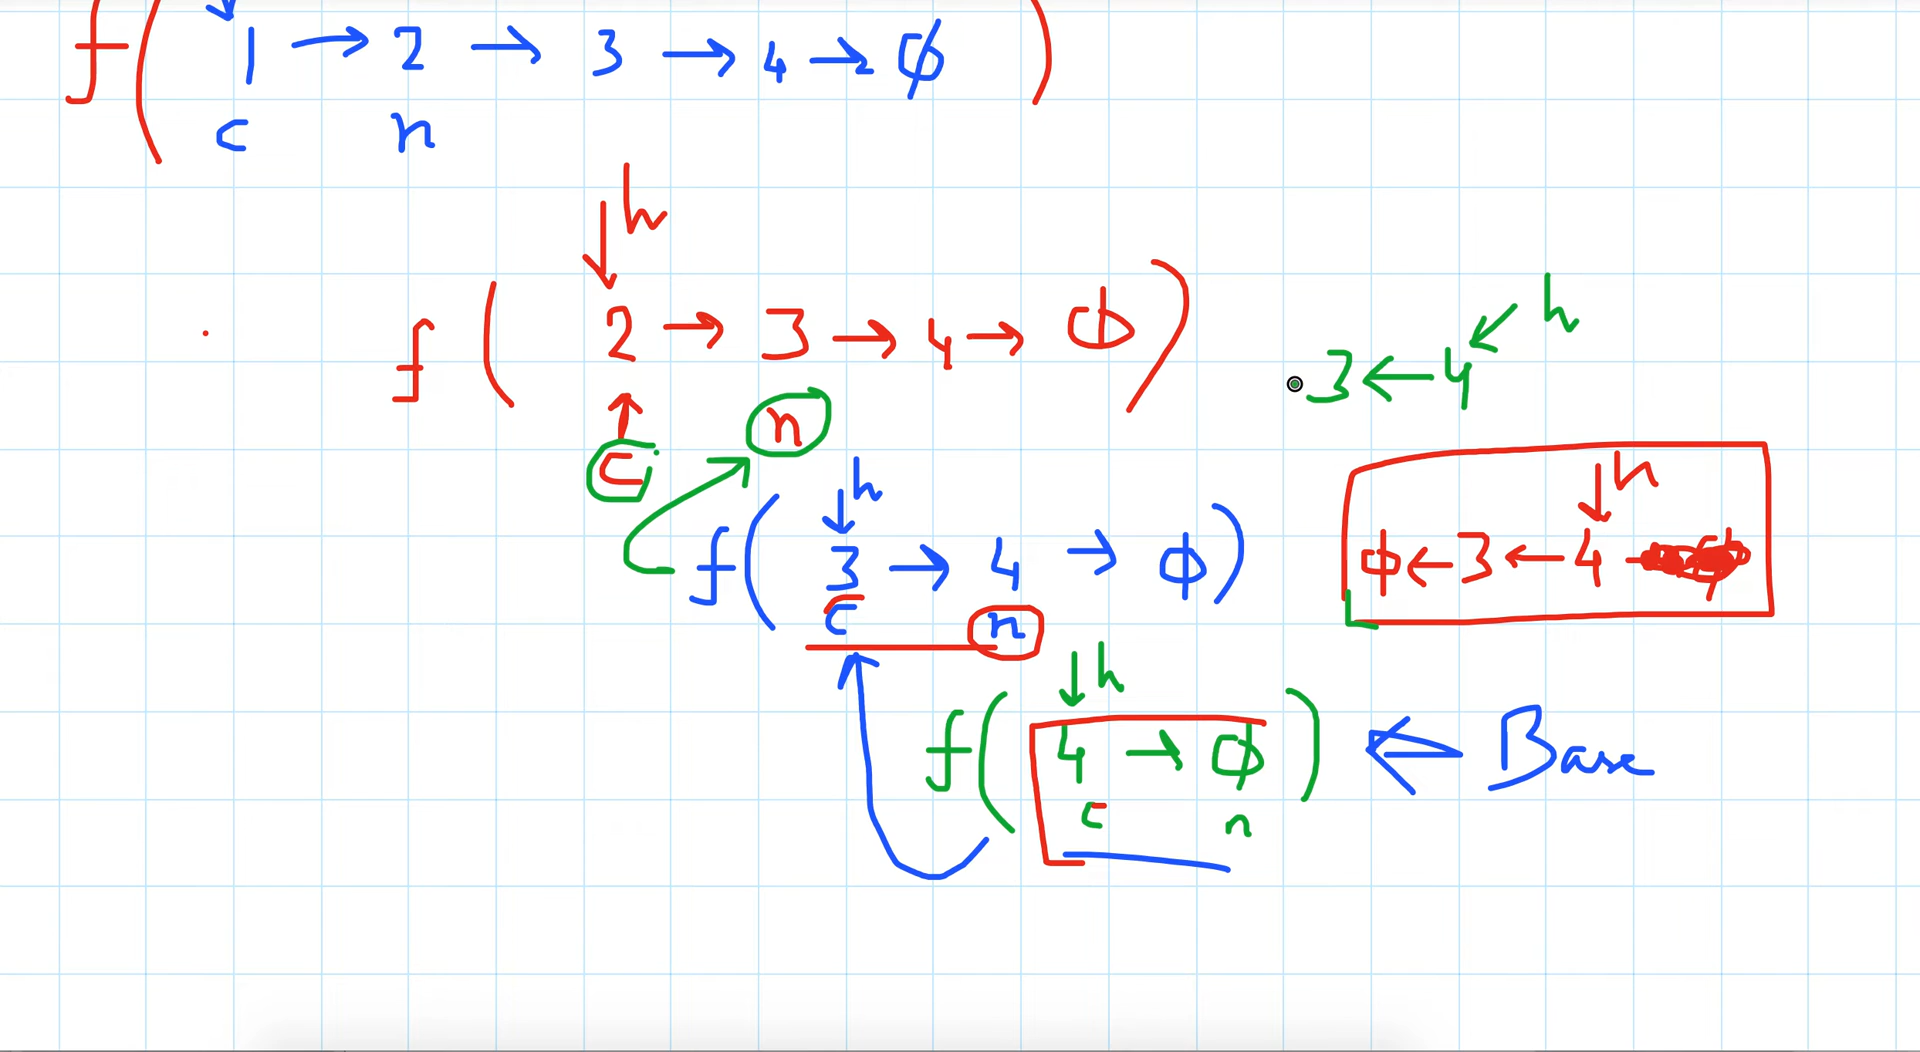 f ( 1 → 2 → 3 → 4 → ϕ )
c n
h
f ( 2 → 3 → 4 → ϕ )
h
3 ← 4
c n
h
f ( 3 → 4 → ϕ )
c n
h
ϕ ← 3 ← 4
h
f ( 4 → ϕ ) ⇐ Base
c n